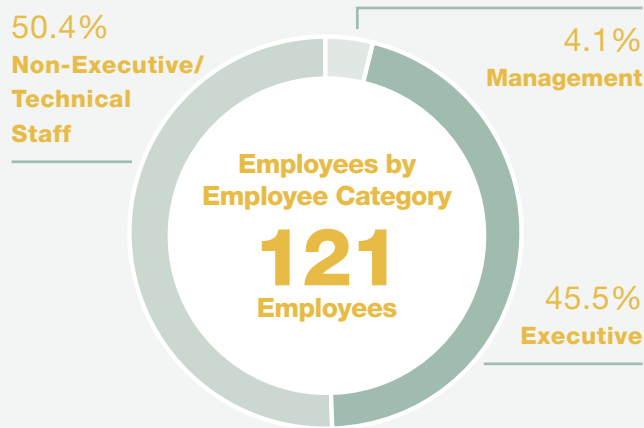 50.4%
Non-Executive/
Technical
Staff
4.1%
Management
Employees by
Employee Category
121
Employees
45.5%
Executive